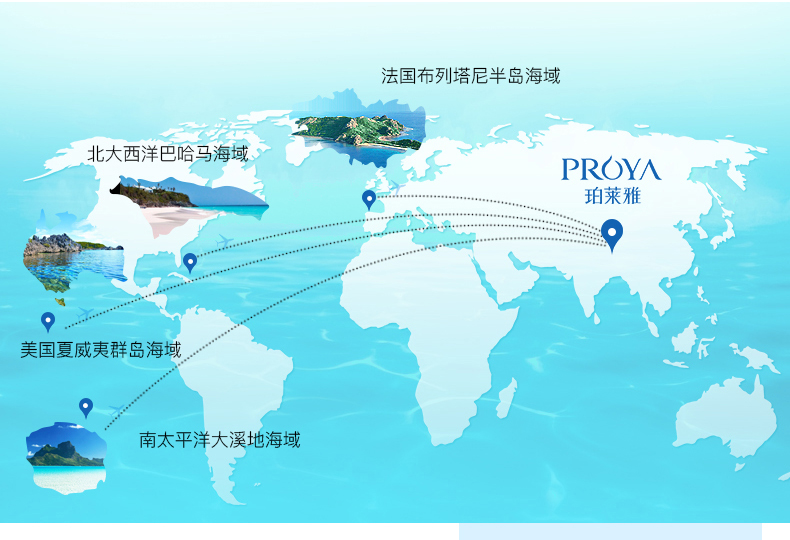 法国布列塔尼半岛海域
北大西洋巴哈马海域
PROYA
珀莱雅
美国夏威夷群岛海域
南太平洋大溪地海域